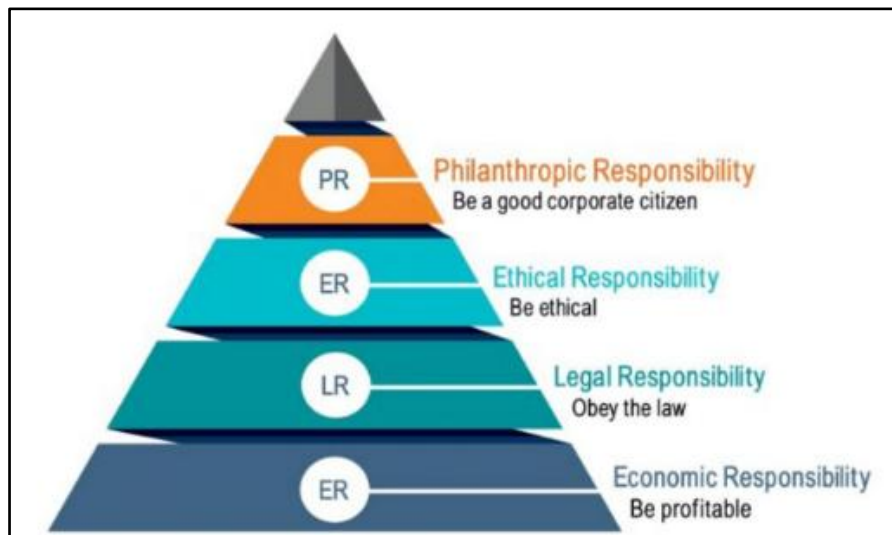 PR
Philanthropic Responsibility
Be a good corporate citizen
ER
Ethical Responsibility
Be ethical
LR
Legal Responsibility
Obey the law
ER
Economic Responsibility
Be profitable